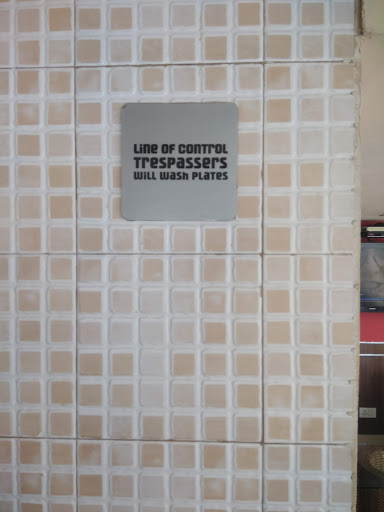 Line of control
Trespassers
will wash plates